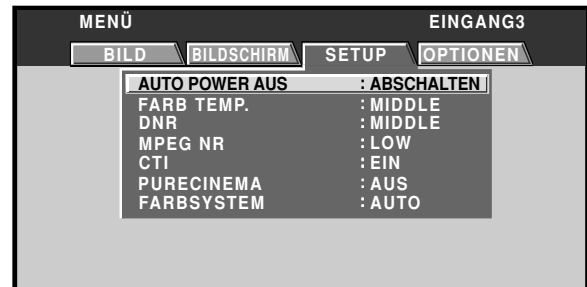 MENÜ EINGANG3
BILD BILDSCHIRM SETUP OPTIONEN
AUTO POWER AUS : ABSCHALTEN
FARB TEMP. : MIDDLE
DNR : MIDDLE
MPEG NR : LOW
CTI : EIN
PURECINEMA : AUS
FARBSYSTEM : AUTO